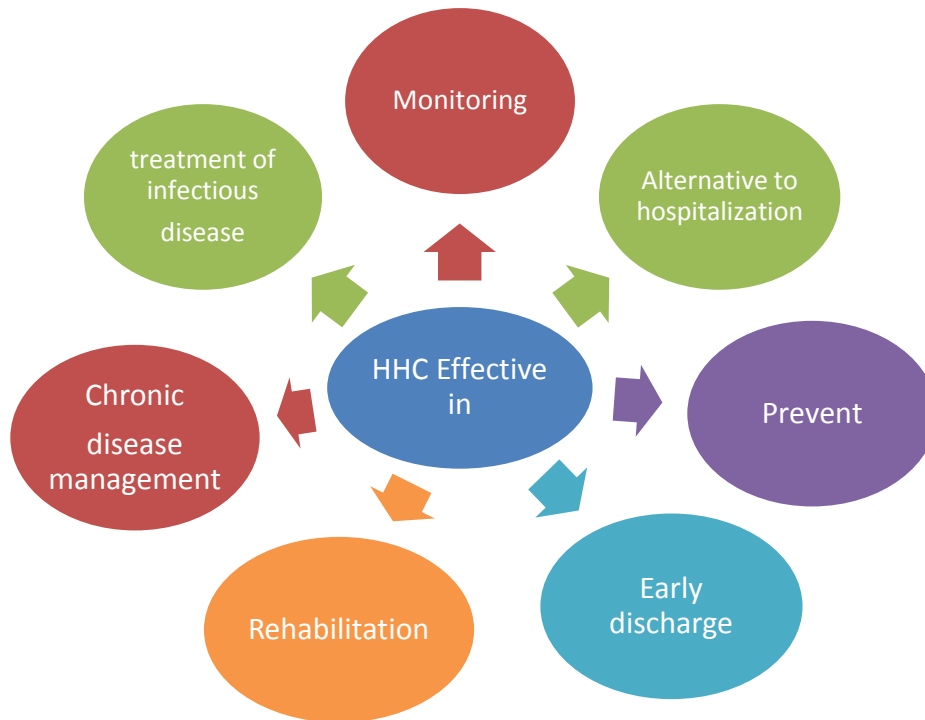 Monitoring
treatment of
infectious
disease
Alternative to
hospitalization
HHC Effective
in
Chronic
disease
management
Prevent
Early
discharge
Rehabilitation